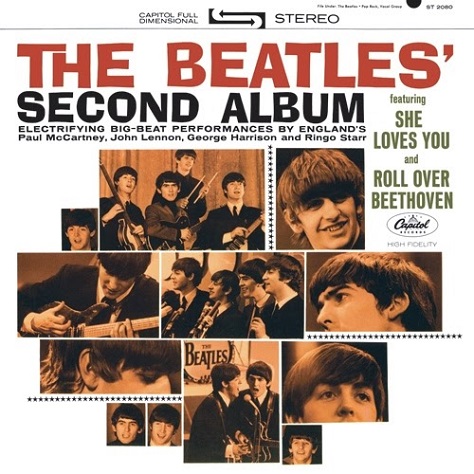 File Under: The Beatles • Pop Rock, Vocal Group
ST 2080
CAPITOL FULL DIMENSIONAL STEREO
THE BEATLES'
SECOND ALBUM
ELECTRIFYING BIG-BEAT PERFORMANCES BY ENGLAND'S
Paul McCartney, John Lennon, George Harrison and Ringo Starr
featuring
SHE
LOVES YOU
and
ROLL OVER
BEETHOVEN
Capitol
RECORDS
HIGH FIDELITY
THE
BEATLES